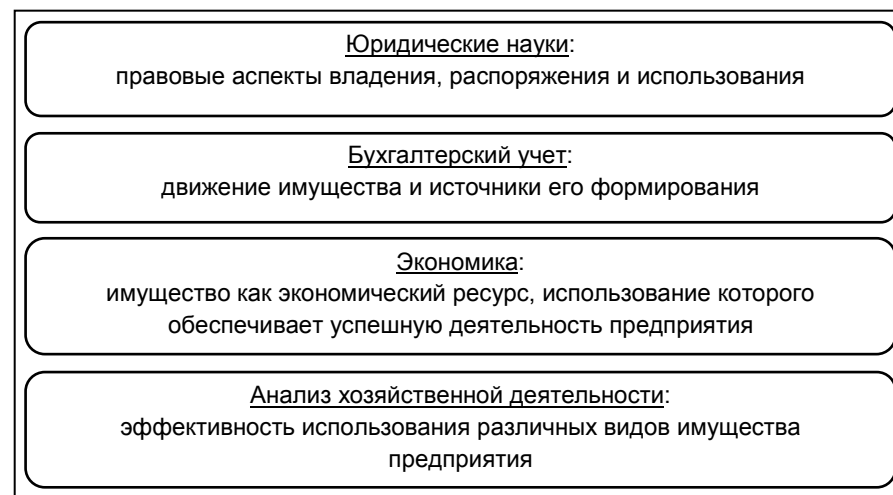 Юридические науки:
правовые аспекты владения, распоряжения и использования
Бухгалтерский учет:
движение имущества и источники его формирования
Экономика:
имущество как экономический ресурс, использование которого
обеспечивает успешную деятельность предприятия
Анализ хозяйственной деятельности:
эффективность использования различных видов имущества
предприятия